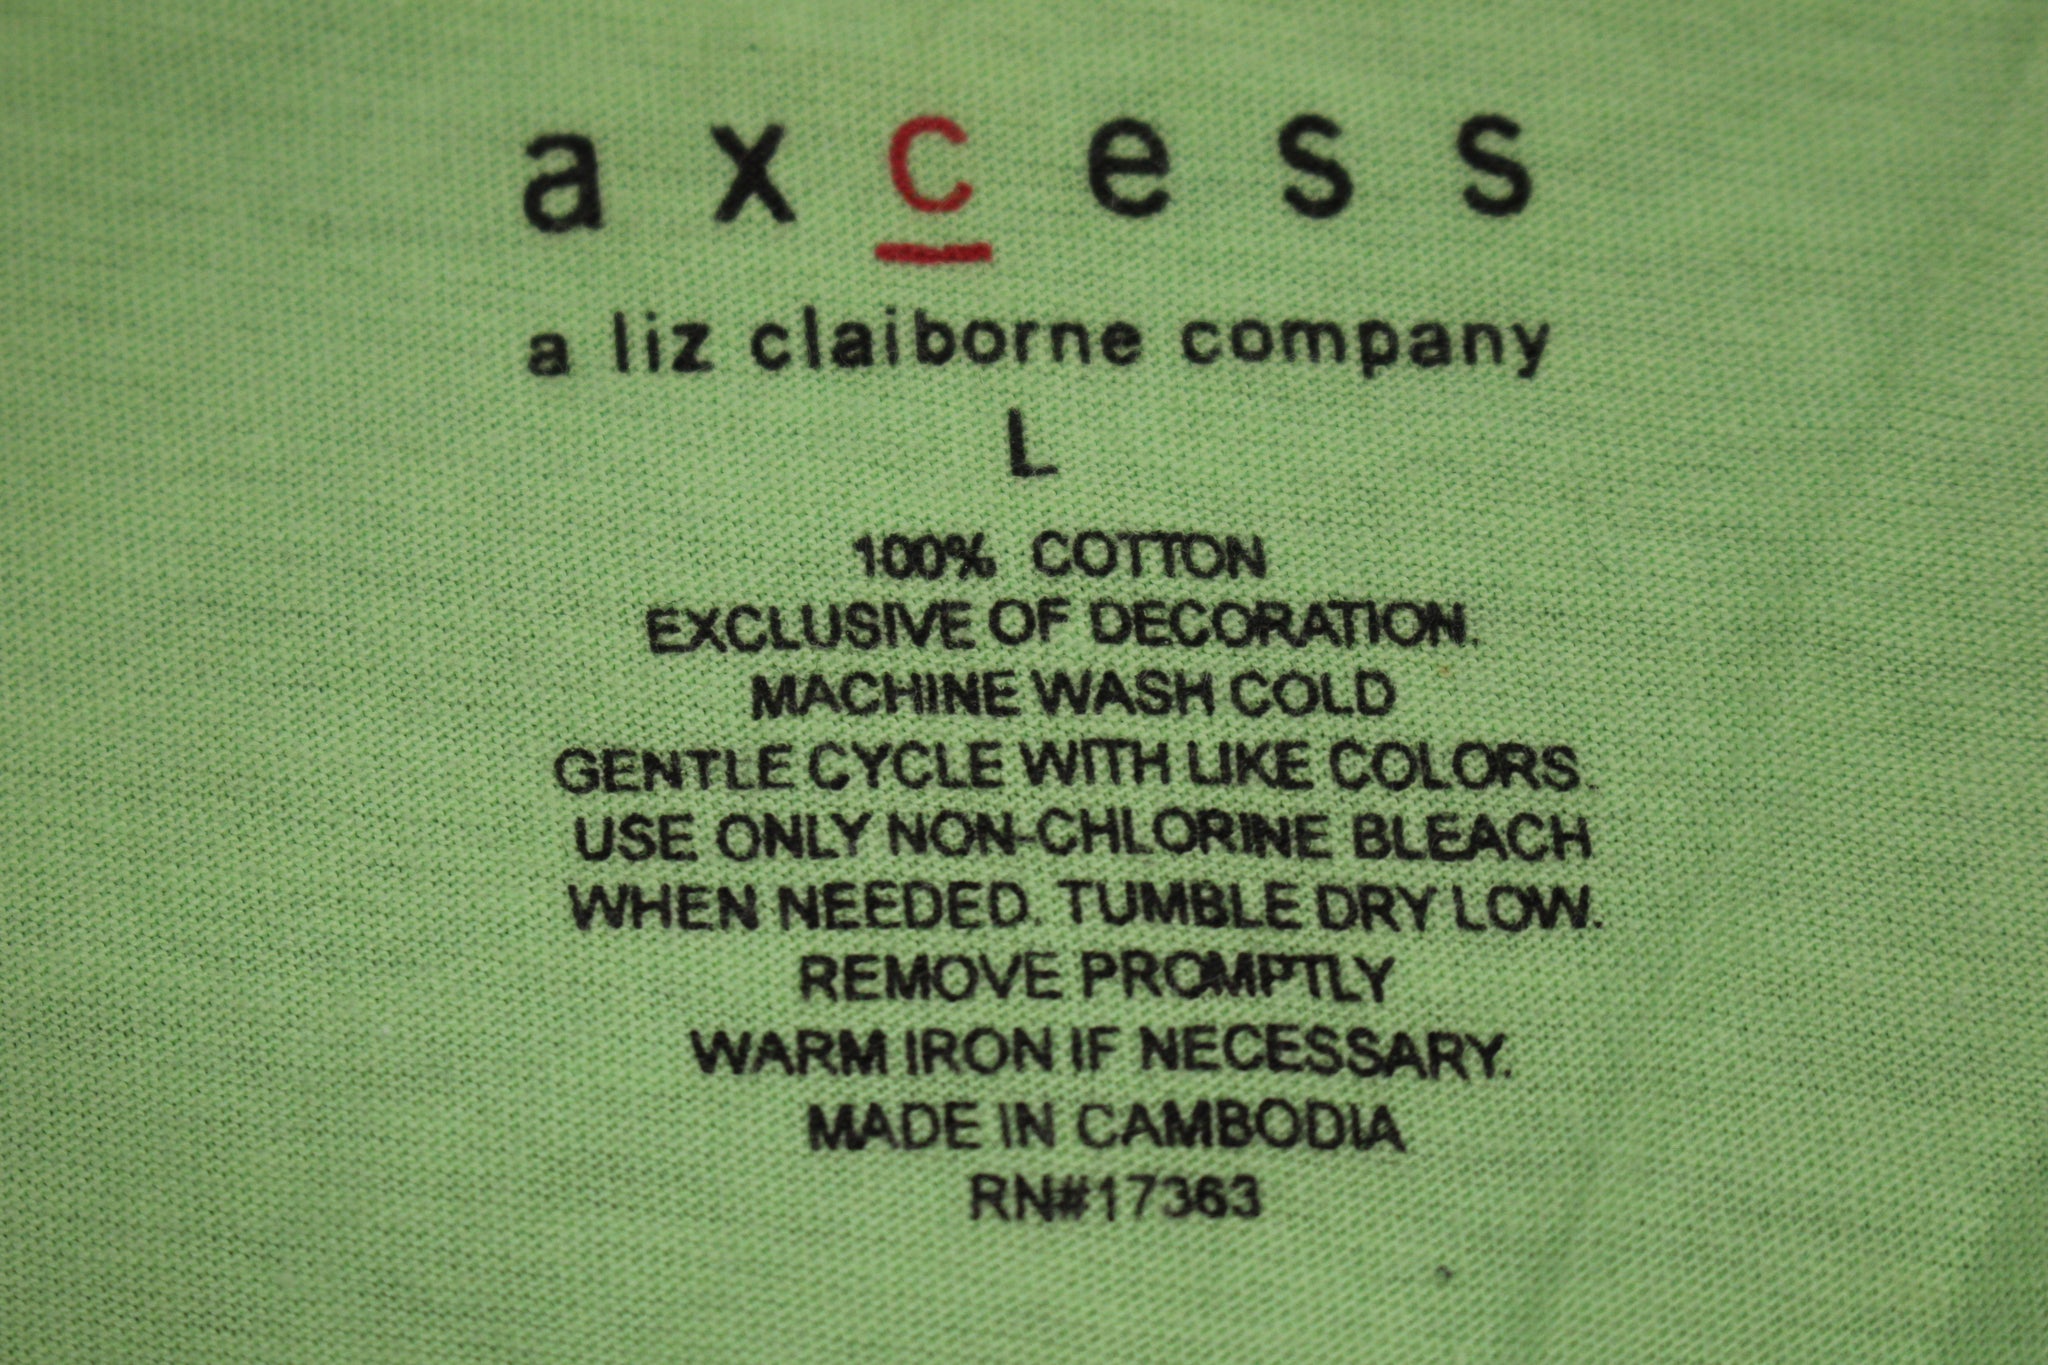 axcess
a liz claiborne company
L
100% COTTON
EXCLUSIVE OF DECORATION.
MACHINE WASH COLD
GENTLE CYCLE WITH LIKE COLORS.
USE ONLY NON-CHLORINE BLEACH
WHEN NEEDED. TUMBLE DRY LOW.
REMOVE PROMPTLY
WARM IRON IF NECESSARY.
MADE IN CAMBODIA
RN#17363